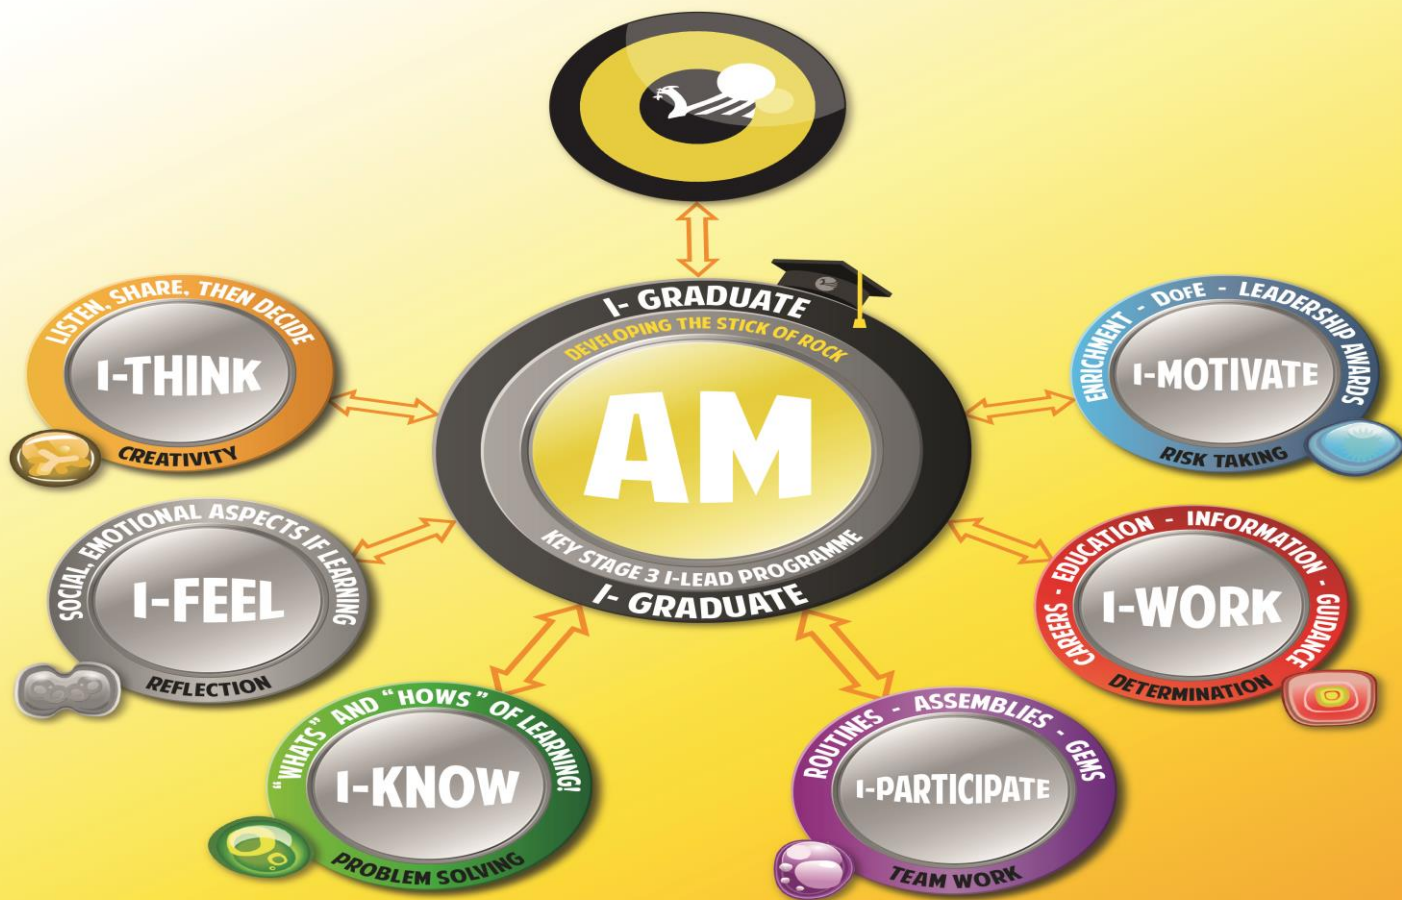 I- GRADUATE
DEVELOPING THE STICK OF ROCK
AM
KEY STAGE 3 I-LEAD PROGRAMME
I- GRADUATE
LISTEN, SHARE, THEN DECIDE
I-THINK
CREATIVITY
SOCIAL, EMOTIONAL ASPECTS IF LEARNING
I-FEEL
REFLECTION
"WHATS" AND "HOWS" OF LEARNING!
I-KNOW
PROBLEM SOLVING
ROUTINES - ASSEMBLIES - GEMS
I-PARTICIPATE
TEAM WORK
CAREERS - EDUCATION - INFORMATION - GUIDANCE
I-WORK
DETERMINATION
ENRICHMENT - DofE - LEADERSHIP AWARDS
I-MOTIVATE
RISK TAKING